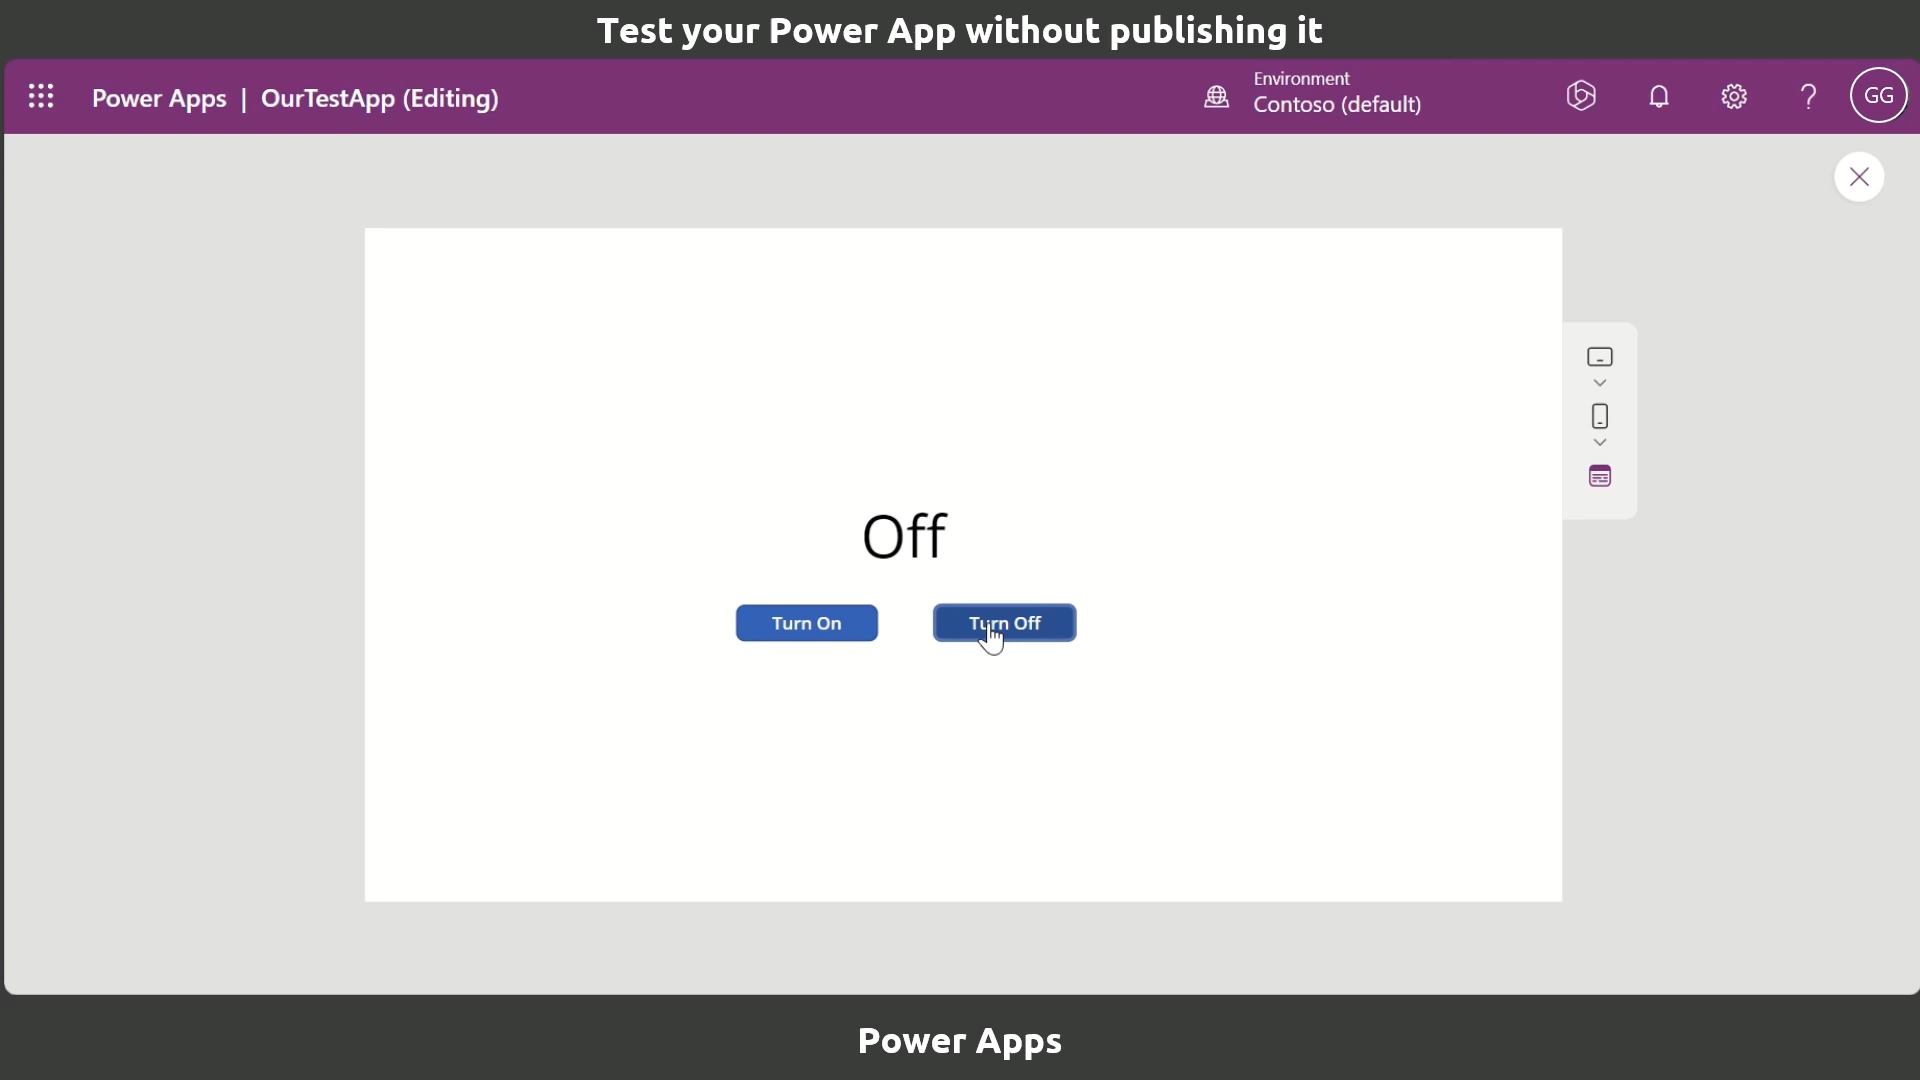 Test your Power App without publishing it
Power Apps | OurTestApp (Editing)
Environment
Contoso (default)
GG
Off
Turn On
Turn Off
Power Apps